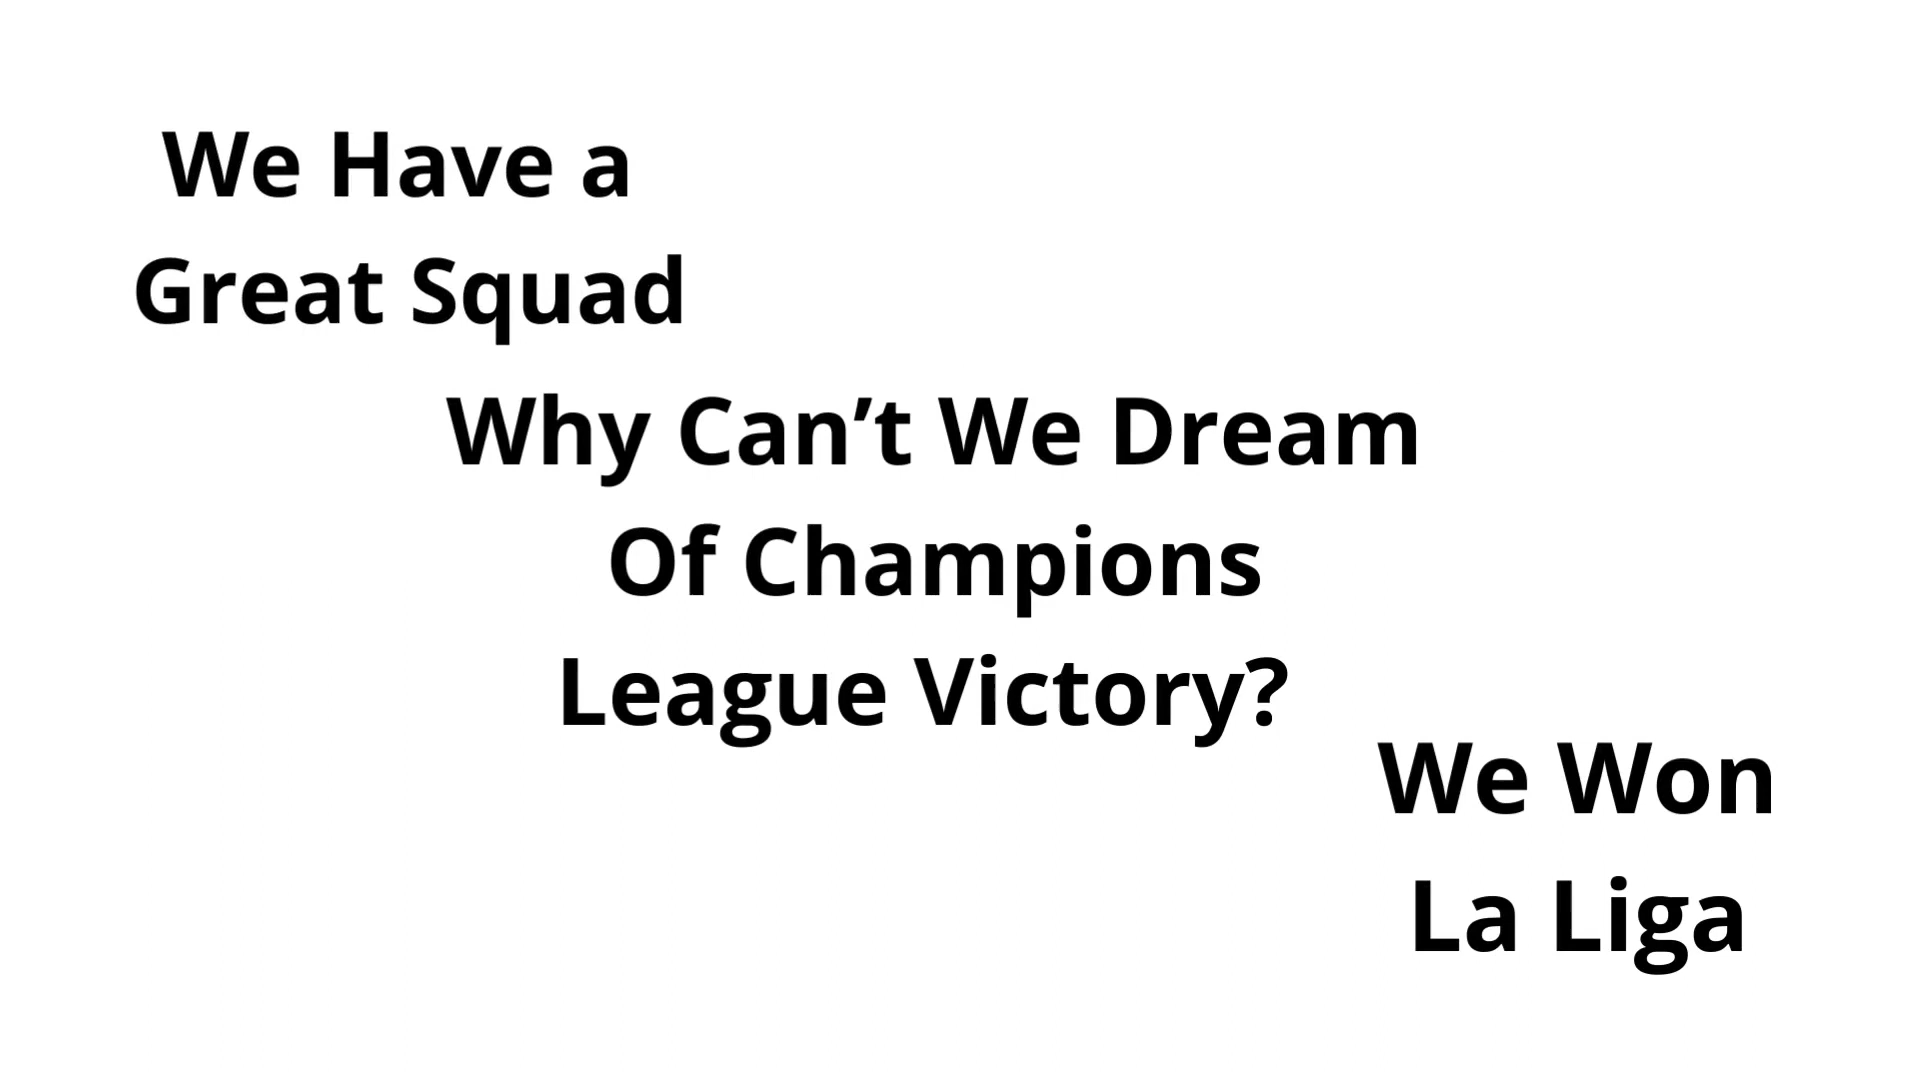 We Have a
Great Squad
Why Can’t We Dream
Of Champions
League Victory?
We Won
La Liga